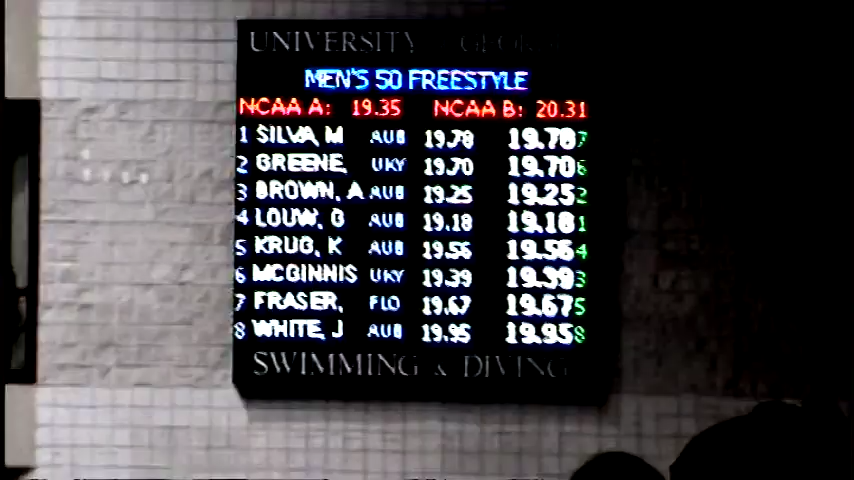 UNIVERSITY GEORGIA
MEN'S 50 FREESTYLE
NCAA A: 19.35 NCAA B: 20.31
1 SILVA, M AUB 19.78 19.78 7
2 GREENE, UKY 19.70 19.70 6
3 BROWN, A AUB 19.25 19.25 2
4 LOUW, G AUB 19.18 19.18 1
5 KRUG, K AUB 19.56 19.56 4
6 MCGINNIS UKY 19.39 19.39 3
7 FRASER, FLO 19.67 19.67 5
8 WHITE, J AUB 19.95 19.95 8
SWIMMING & DIVING